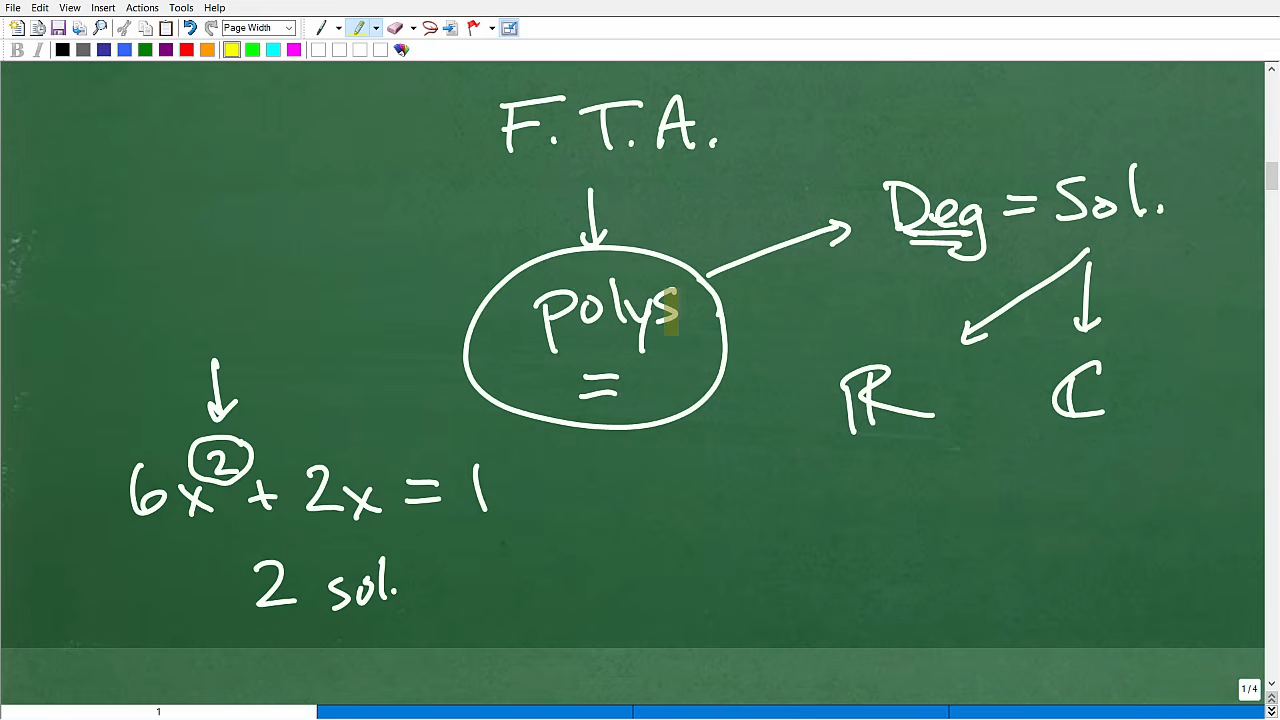 File Edit View Insert Actions Tools Help
Page Width
B I
F. T. A.
Deg = Sol.
polys
=
ℝ ℂ
6x² + 2x = 1
2 sol.
1/4
1